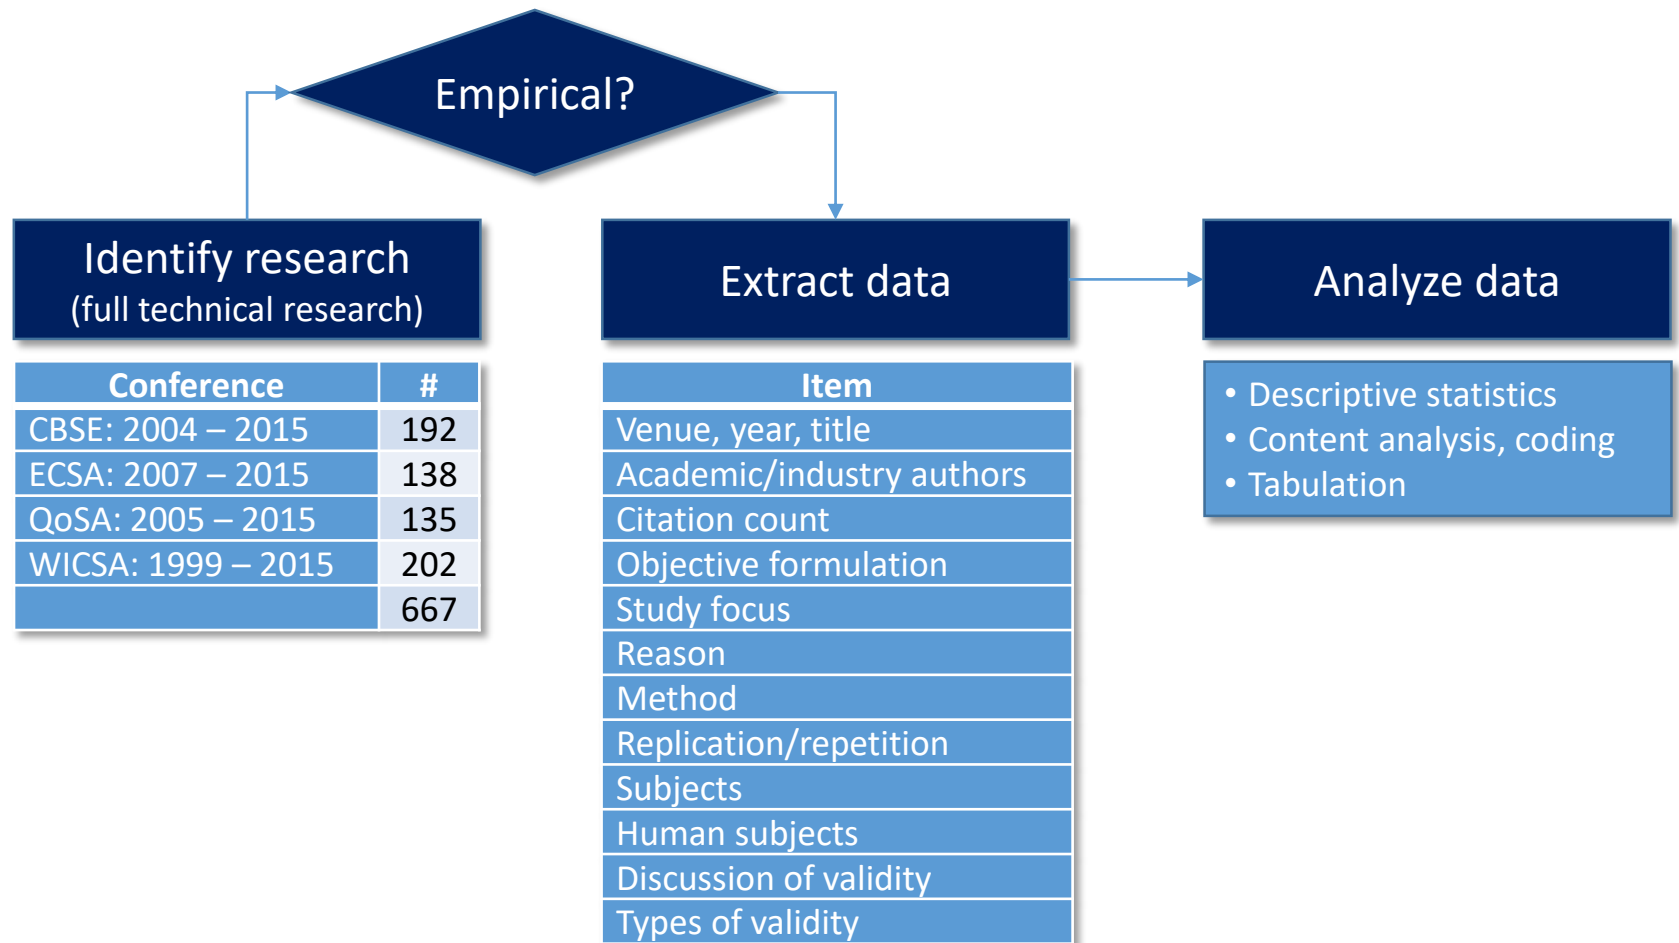 Empirical?
Identify research
(full technical research)
Extract data
Analyze data
Conference #
CBSE: 2004 – 2015 192
ECSA: 2007 – 2015 138
QoSA: 2005 – 2015 135
WICSA: 1999 – 2015 202
667
Item
Venue, year, title
Academic/industry authors
Citation count
Objective formulation
Study focus
Reason
Method
Replication/repetition
Subjects
Human subjects
Discussion of validity
Types of validity
• Descriptive statistics
• Content analysis, coding
• Tabulation